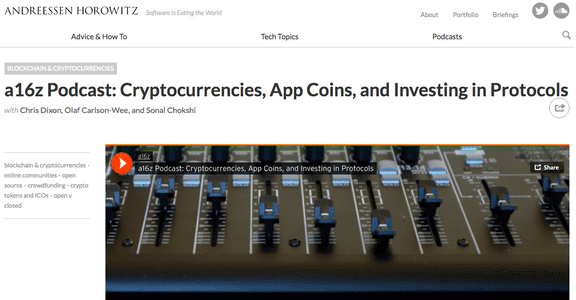 ANDREESSEN HOROWITZ Software is Eating the World
About Portfolio Briefings
Advice & How To Tech Topics Podcasts
BLOCKCHAIN & CRYPTOCURRENCIES
a16z Podcast: Cryptocurrencies, App Coins, and Investing in Protocols
with Chris Dixon, Olaf Carlson-Wee, and Sonal Chokshi
blockchain & cryptocurrencies ·
online communities · open
source · crowdfunding · crypto
tokens and ICOs · open v
closed
a16z
a16z Podcast: Cryptocurrencies, App Coins, and Investing in Protocols
Share